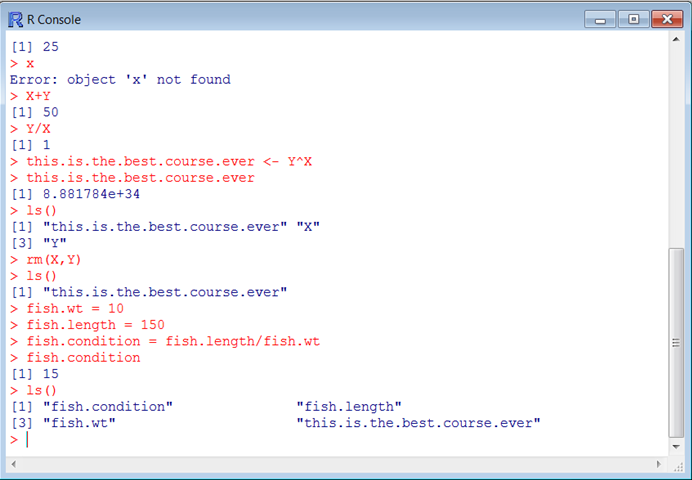 R Console
[1] 25
> x
Error: object 'x' not found
> X+Y
[1] 50
> Y/X
[1] 1
> this.is.the.best.course.ever <- Y^X
> this.is.the.best.course.ever
[1] 8.881784e+34
> ls()
[1] "this.is.the.best.course.ever" "X"
[3] "Y"
> rm(X,Y)
> ls()
[1] "this.is.the.best.course.ever"
> fish.wt = 10
> fish.length = 150
> fish.condition = fish.length/fish.wt
> fish.condition
[1] 15
> ls()
[1] "fish.condition"               "fish.length"
[3] "fish.wt"                      "this.is.the.best.course.ever"
>